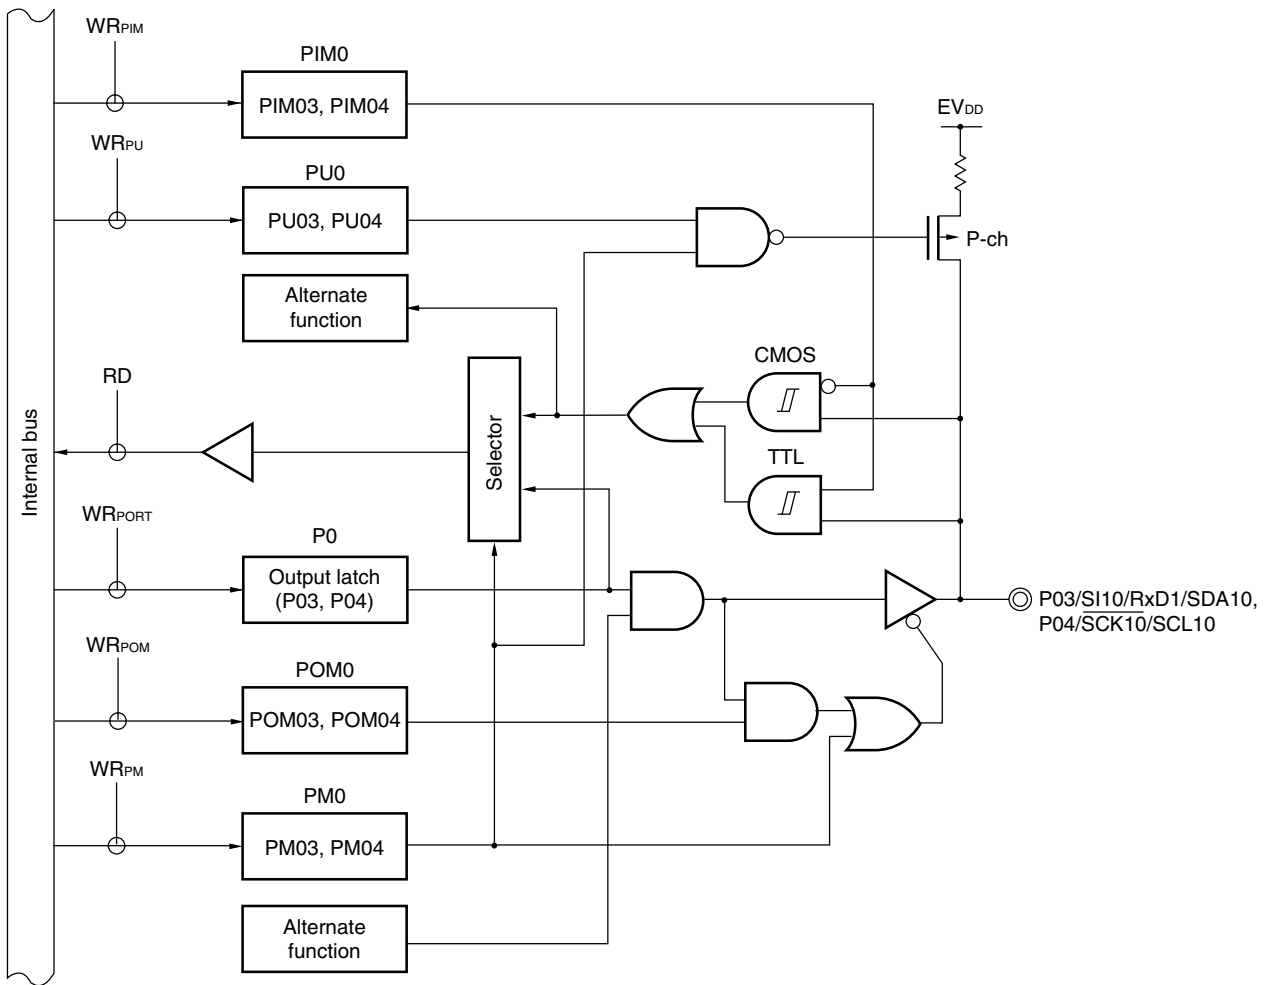 WRPIM
PIM0
PIM03, PIM04
EVDD
WRPU
PU0
PU03, PU04
P-ch
Alternate
function
CMOS
RD
Internal bus
Selector
TTL
WRPORT
P0
Output latch
(P03, P04)
P03/SI10/RxD1/SDA10,
P04/SCK10/SCL10
WRPOM
POM0
POM03, POM04
WRPM
PM0
PM03, PM04
Alternate
function